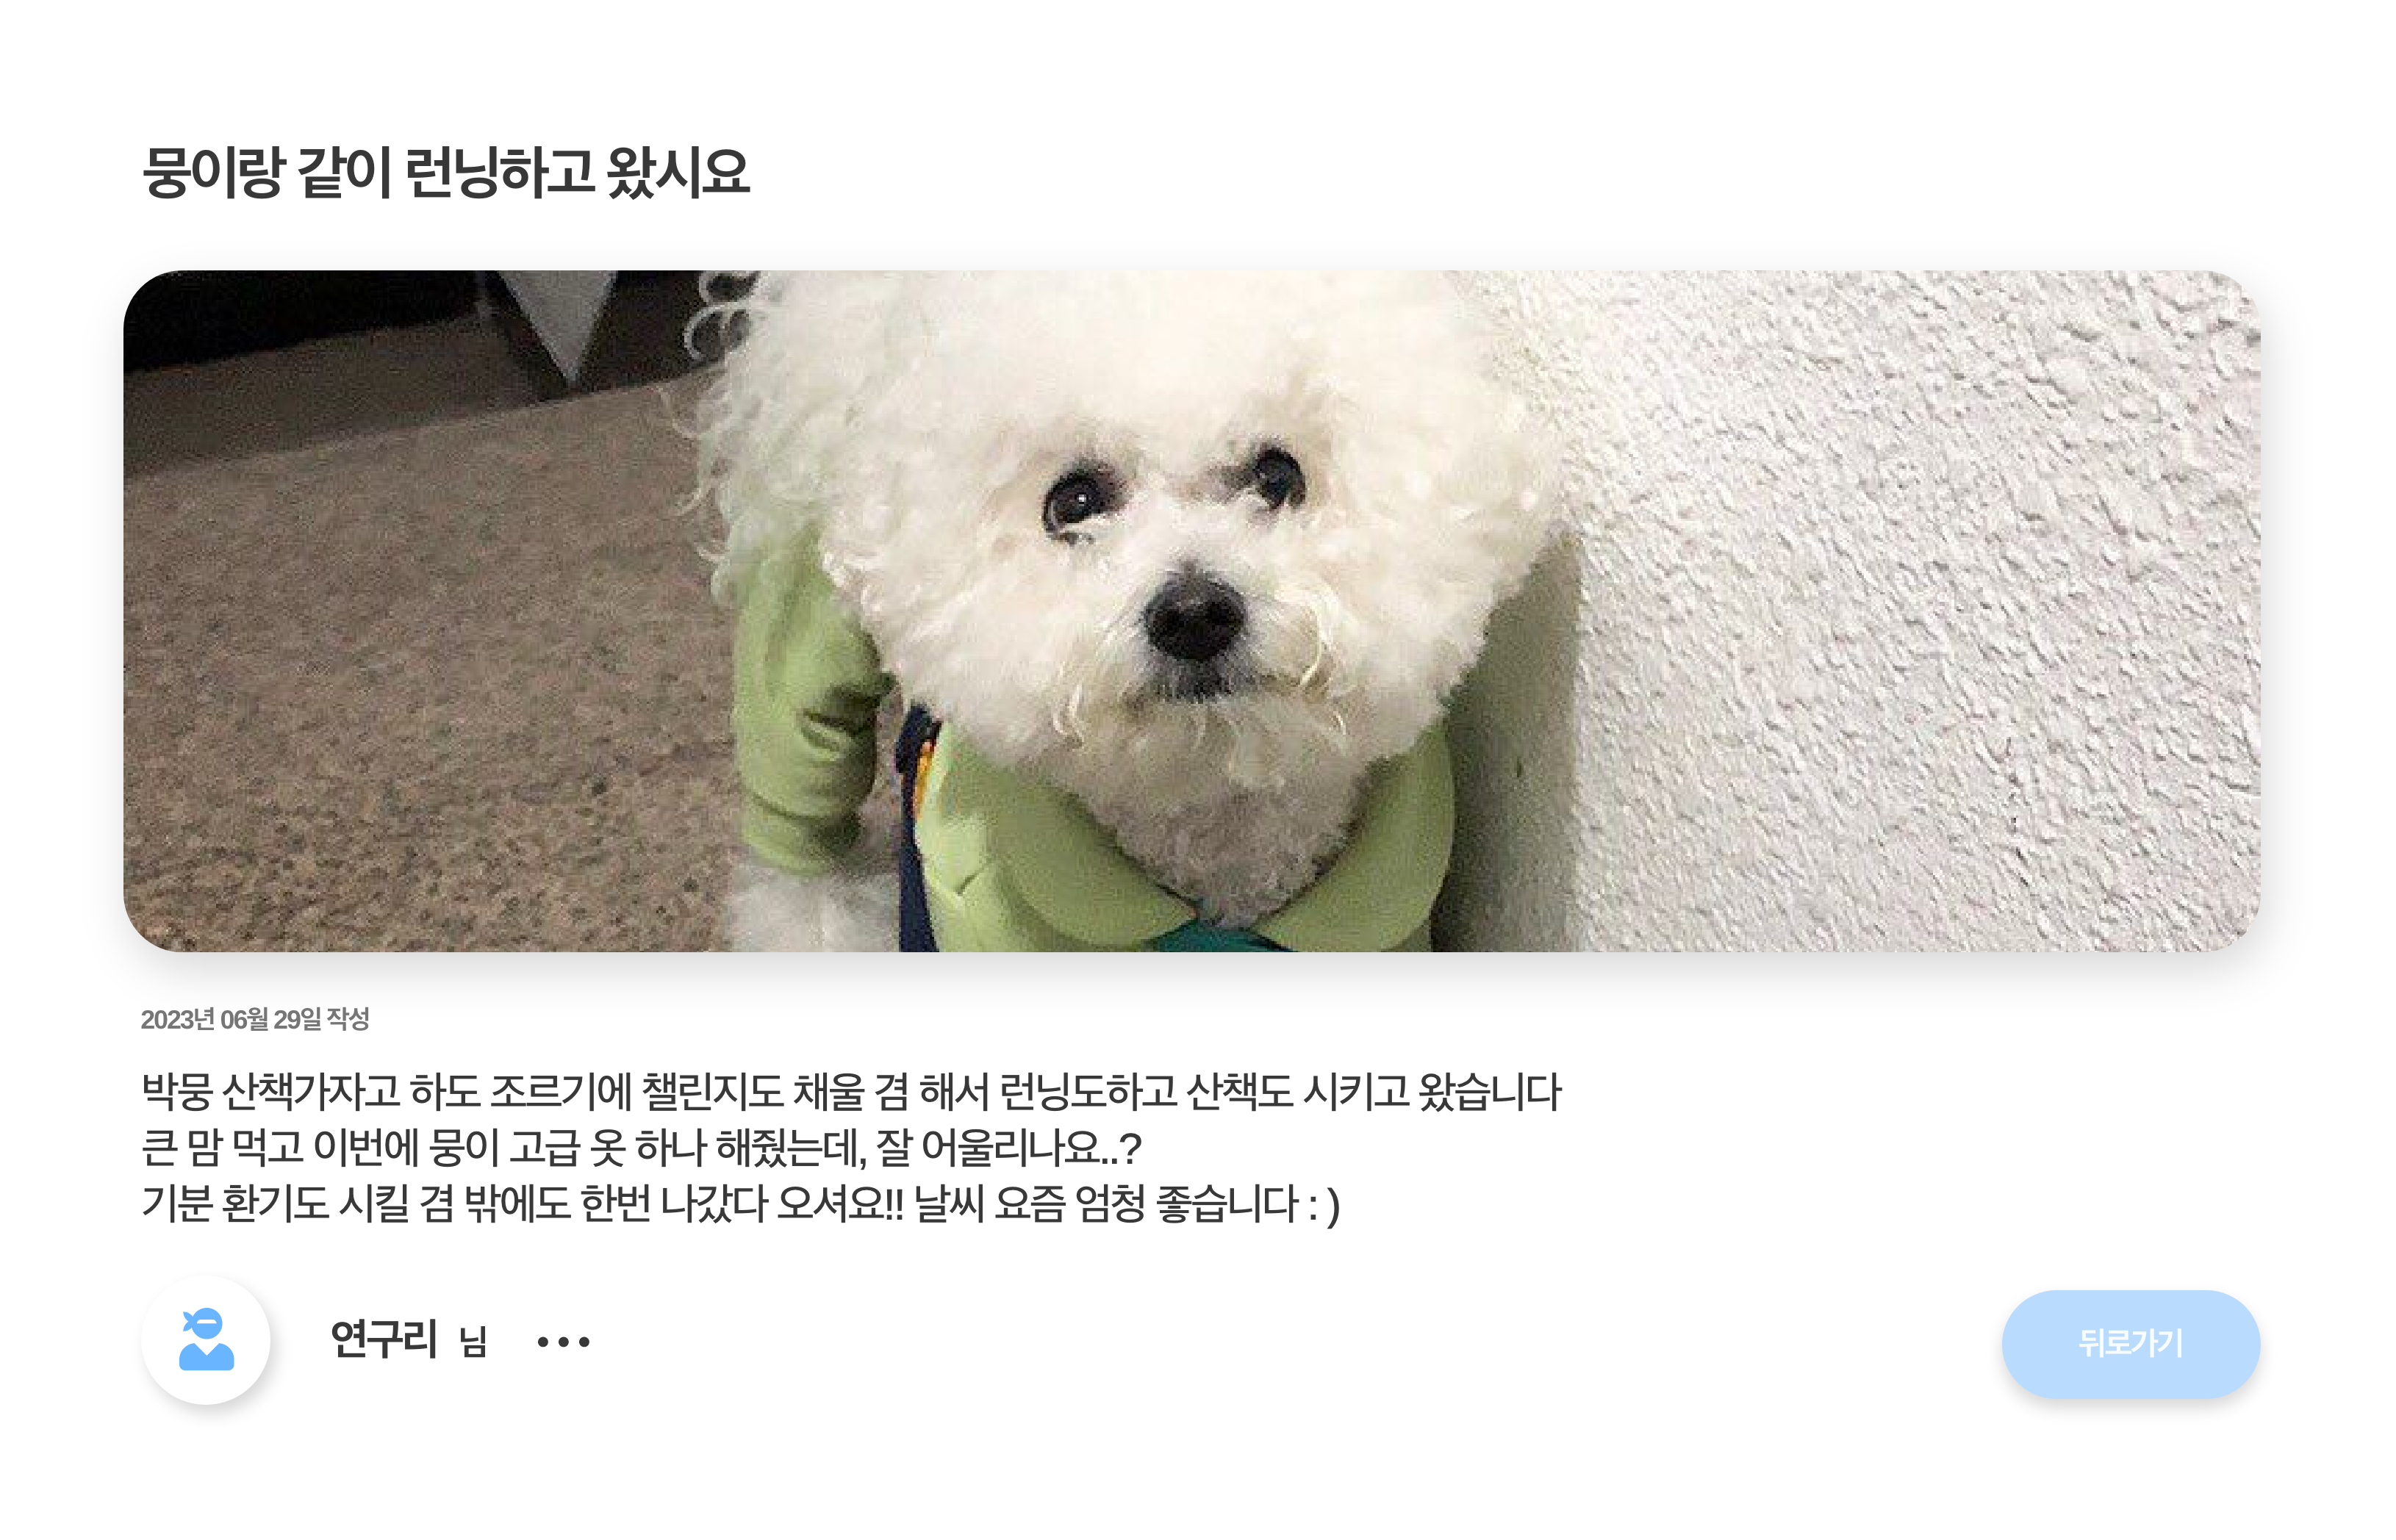 뭉이랑 같이 런닝하고 왔시요
2023년 06월 29일 작성
박뭉 산책가자고 하도 조르기에 챌린지도 채울 겸 해서 런닝도하고 산책도 시키고 왔습니다
큰 맘 먹고 이번에 뭉이 고급 옷 하나 해줬는데, 잘 어울리나요..?
기분 환기도 시킬 겸 밖에도 한번 나갔다 오셔요!! 날씨 요즘 엄청 좋습니다 : )
연구리 님
뒤로가기